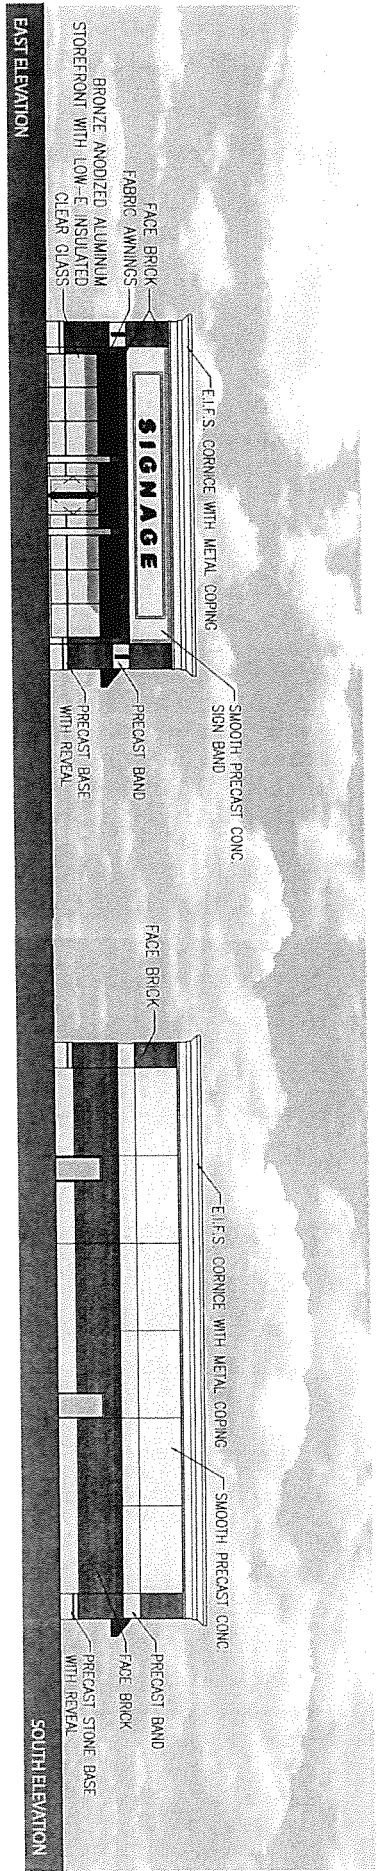 E.I.F.S. CORNICE WITH METAL COPING
SMOOTH PRECAST CONC.
SIGN BAND
FACE BRICK
FABRIC AWNINGS
BRONZE ANODIZED ALUMINUM
STOREFRONT WITH LOW-E INSULATED
CLEAR GLASS
SIGNAGE
PRECAST BAND
PRECAST BASE
WITH REVEAL
EAST ELEVATION
E.I.F.S. CORNICE WITH METAL COPING
SMOOTH PRECAST CONC
FACE BRICK
PRECAST BAND
FACE BRICK
PRECAST STONE BASE
WITH REVEAL
SOUTH ELEVATION